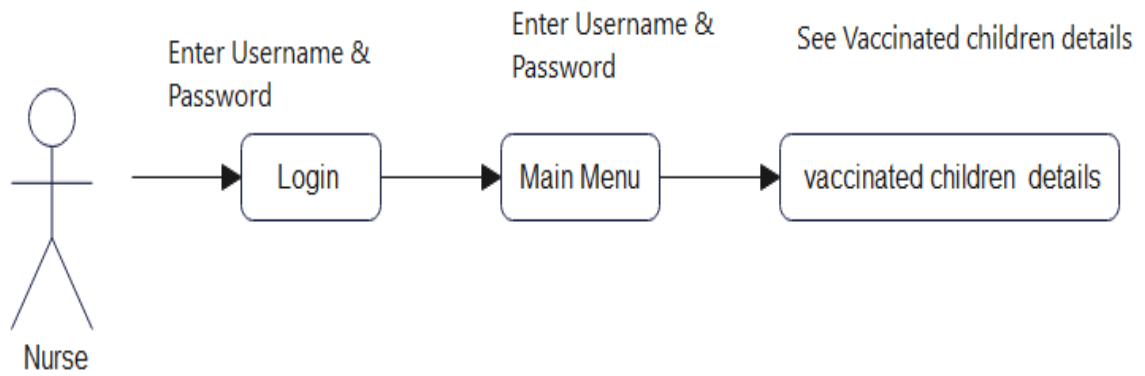 Enter Username &
Password
Enter Username &
Password
See Vaccinated children details
Login
Main Menu
vaccinated children details
Nurse